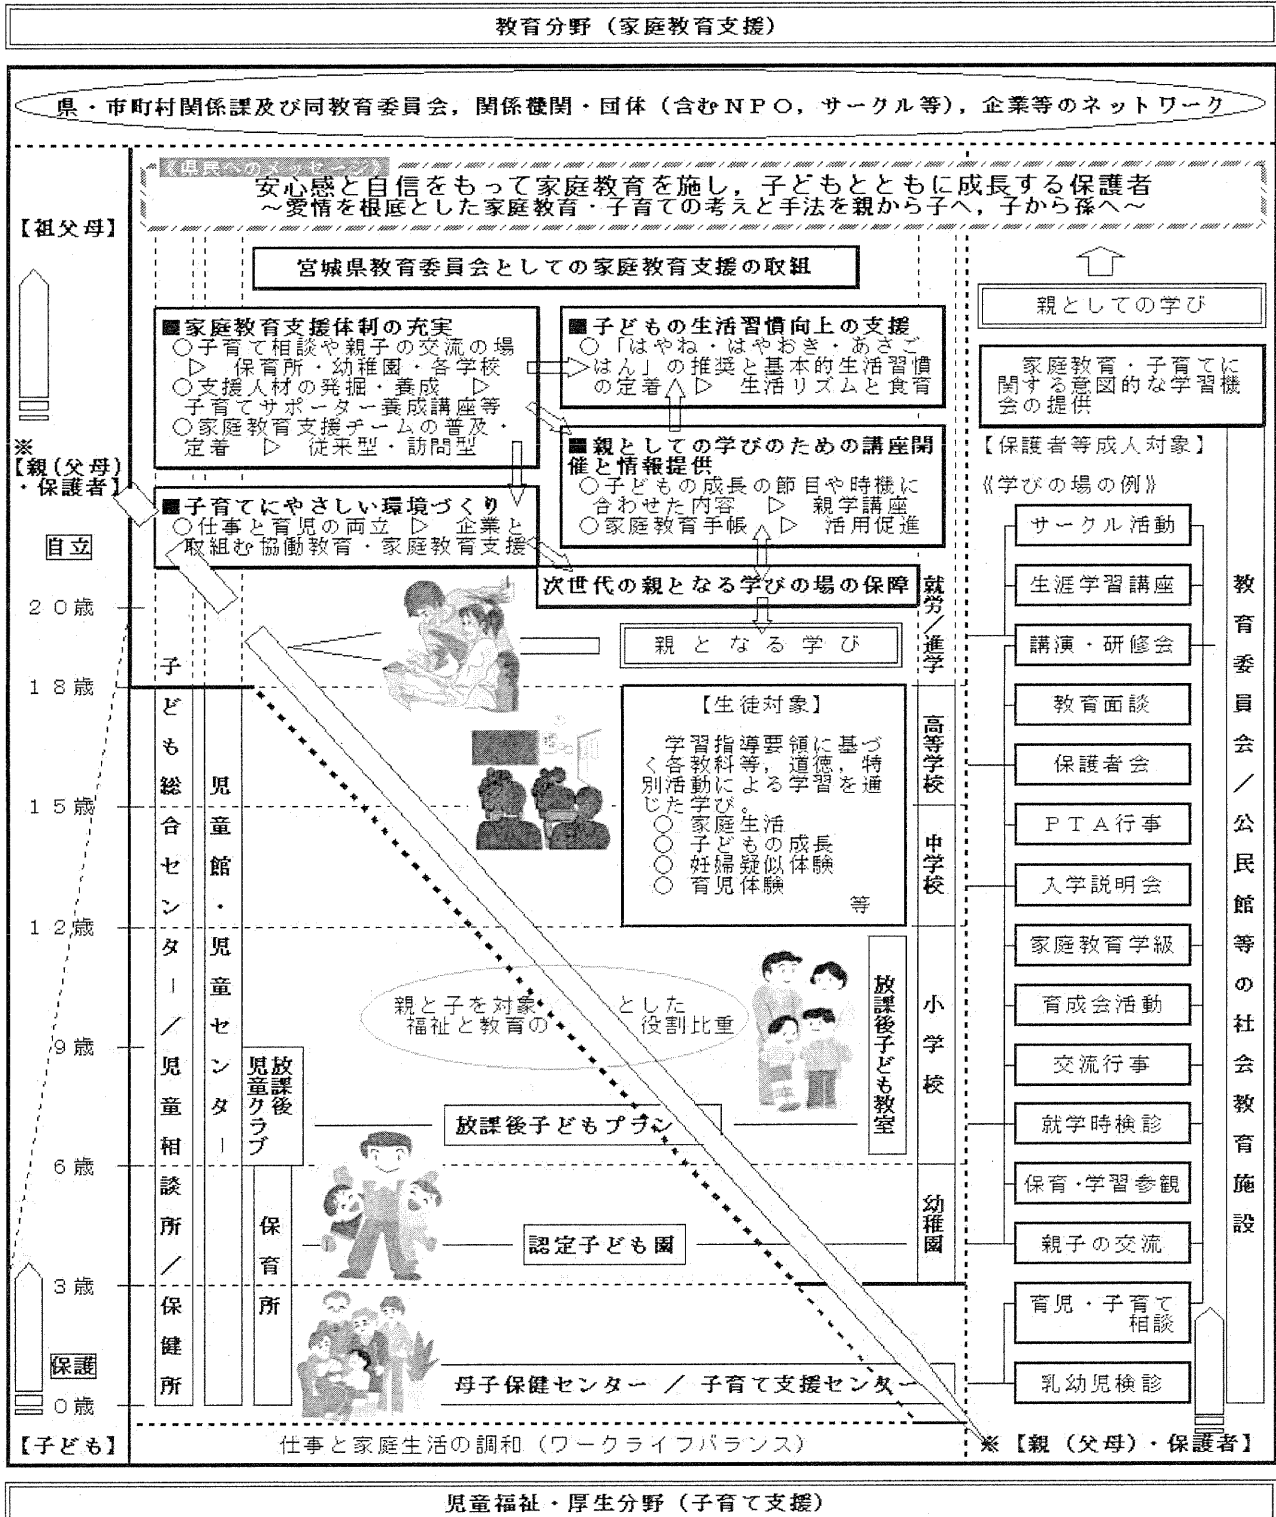 教育分野（家庭教育支援）
県・市町村関係課及び同教育委員会，関係機関・団体（含むＮＰＯ，サークル等），企業等のネットワーク
《県民へのメッセージ》
安心感と自信をもって家庭教育を施し，子どもとともに成長する保護者
～愛情を根底とした家庭教育・子育ての考えと手法を親から子へ，子から孫へ～
【祖父母】
※
【親（父母）
・保護者】
自立
２０歳
１８歳
１５歳
１２歳
９歳
６歳
３歳
保護
０歳
【子ども】
宮城県教育委員会としての家庭教育支援の取組
■家庭教育支援体制の充実
○子育て相談や親子の交流の場
▷　保育所・幼稚園・各学校
○支援人材の発掘・養成　▷
子育てサポーター養成講座等
○家庭教育支援チームの普及・
定着　▷　従来型・訪問型
■子どもの生活習慣向上の支援
○「はやね・はやおき・あさご
はん」の推奨と基本的生活習慣
の定着　▷　生活リズムと食育
■親としての学びのための講座開
催と情報提供
○子どもの成長の節目や時機に
合わせた内容　▷　親学講座
○家庭教育手帳　▷　活用促進
■子育てにやさしい環境づくり
○仕事と育児の両立　▷　企業と
取組む協働教育・家庭教育支援
次世代の親となる学びの場の保障
親となる学び
【生徒対象】
学習指導要領に基づ
く各教科等，道徳，特
別活動による学習を通
じた学び。
○　家庭生活
○　子どもの成長
○　妊婦疑似体験
○　育児体験
等
就労／進学
高等学校
中学校
小学校
幼稚園
放課後子ども教室
子ども総合センター／児童相談所／保健所
児童館・児童センター
放課後
児童クラブ
保育所
親と子を対象　とした
福祉と教育の　役割比重
放課後子どもプラン
認定子ども園
母子保健センター　／　子育て支援センター
仕事と家庭生活の調和（ワークライフバランス）
親としての学び
家庭教育・子育てに
関する意図的な学習機
会の提供
【保護者等成人対象】
《学びの場の例》
サークル活動
生涯学習講座
講演・研修会
教育面談
保護者会
ＰＴＡ行事
入学説明会
家庭教育学級
育成会活動
交流行事
就学時検診
保育・学習参観
親子の交流
育児・子育て
相談
乳幼児検診
教育委員会／公民館等の社会教育施設
※【親（父母）・保護者】
児童福祉・厚生分野（子育て支援）